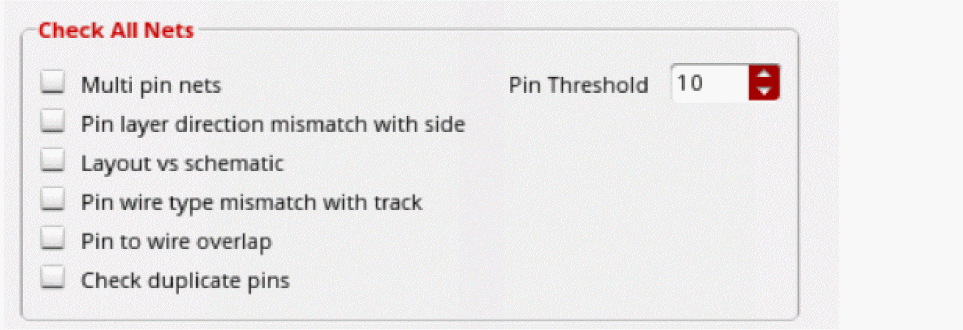 Check All Nets
Multi pin nets Pin Threshold 10
Pin layer direction mismatch with side
Layout vs schematic
Pin wire type mismatch with track
Pin to wire overlap
Check duplicate pins